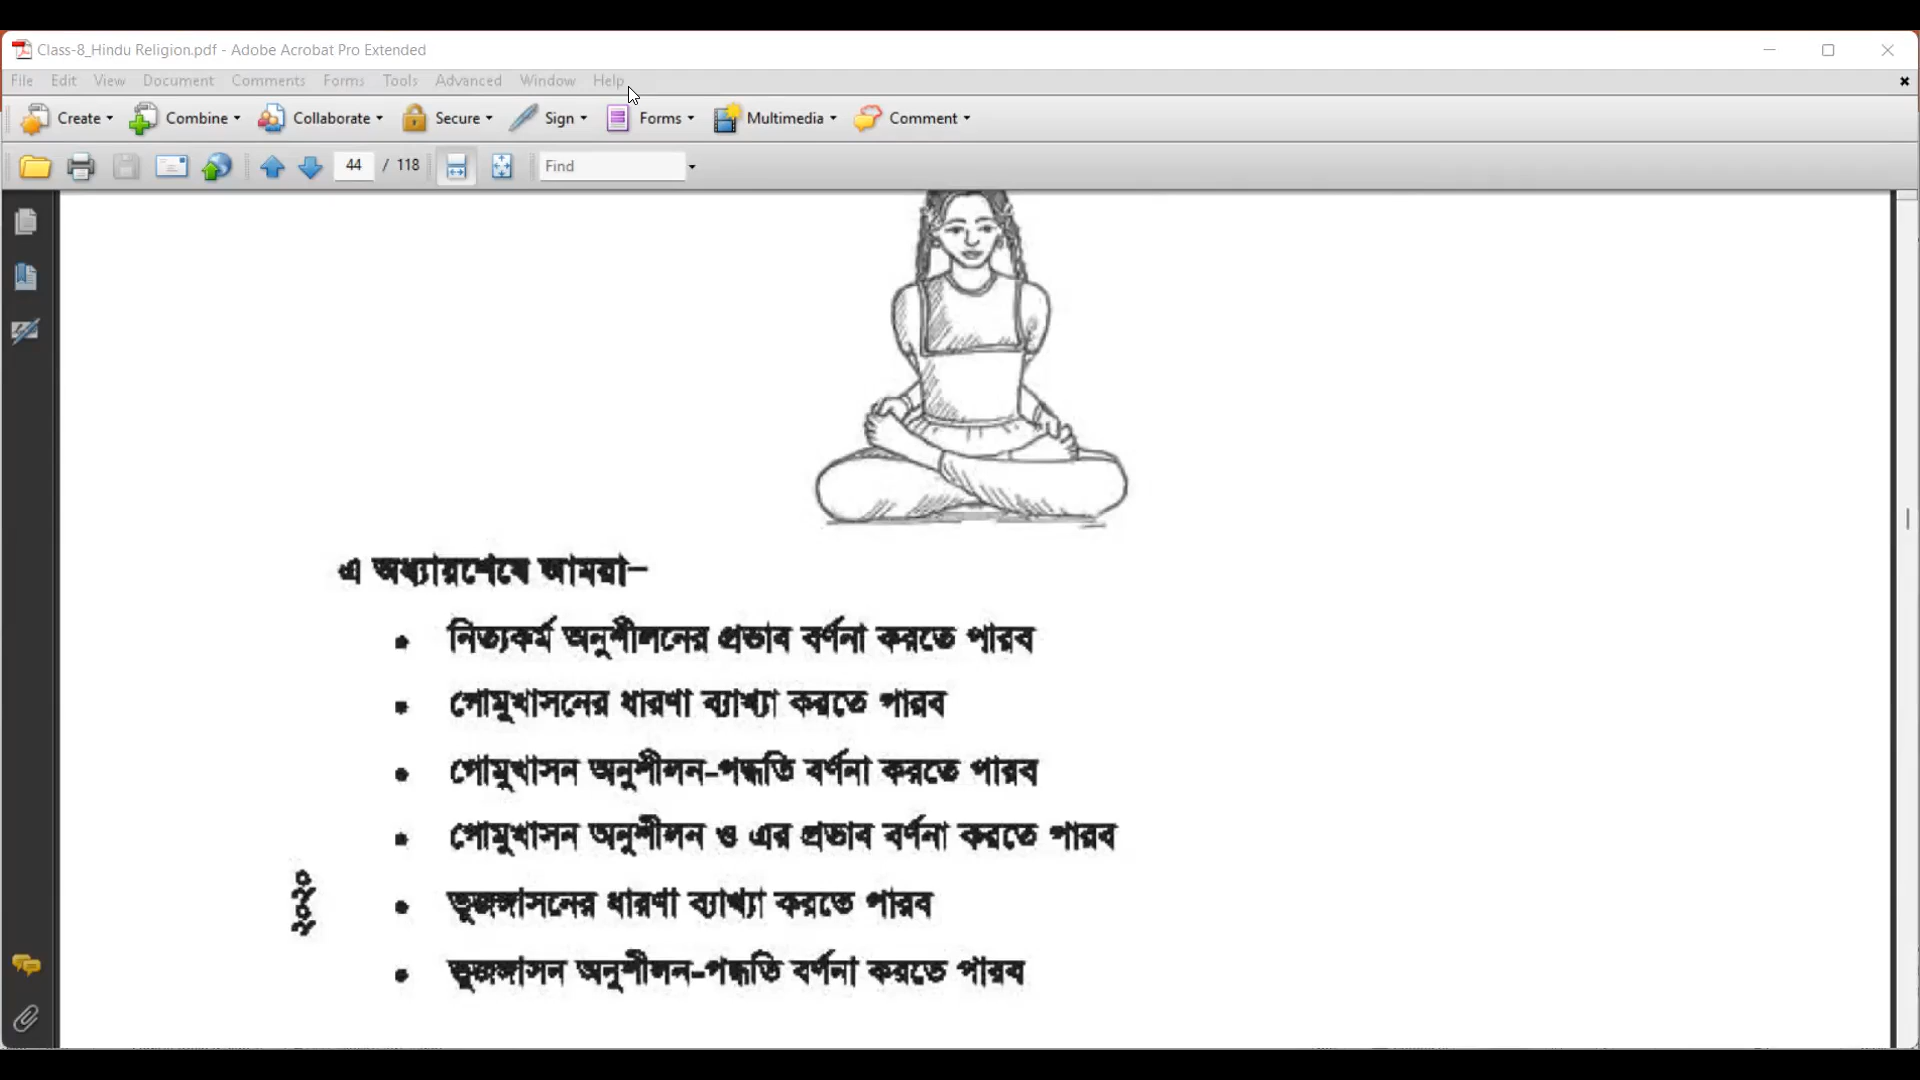 Class-8_Hindu Religion.pdf - Adobe Acrobat Pro Extended
File Edit View Document Comments Forms Tools Advanced Window Help
Create Combine Collaborate Secure Sign Forms Multimedia Comment
44 / 118 Find
এ অধ্যায়শেষে আমরা–
• নিত্যকর্ম অনুশীলনের প্রভাব বর্ণনা করতে পারব
• গোমুখাসনের ধারণা ব্যাখ্যা করতে পারব
• গোমুখাসন অনুশীলন-পদ্ধতি বর্ণনা করতে পারব
• গোমুখাসন অনুশীলন ও এর প্রভাব বর্ণনা করতে পারব
২০২০
• ভূজঙ্গাসনের ধারণা ব্যাখ্যা করতে পারব
• ভূজঙ্গাসন অনুশীলন-পদ্ধতি বর্ণনা করতে পারব